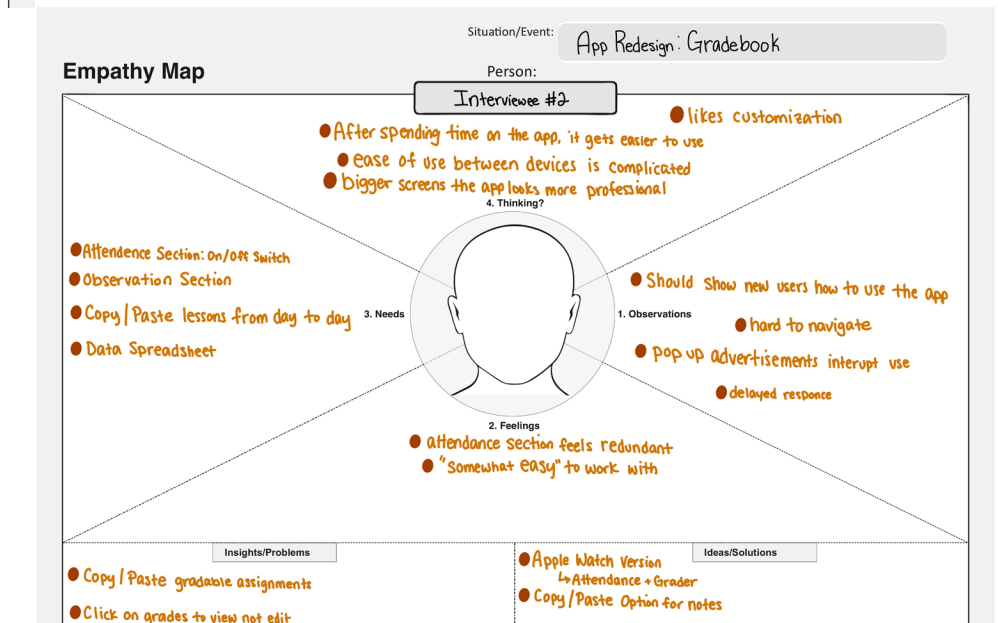 Situation/Event:
App Redesign: Gradebook
Empathy Map
Person:
Interviewee #2
likes customization
After spending time on the app, it gets easier to use
ease of use between devices is complicated
bigger screens the app looks more professional
4. Thinking?
Attendence Section: On/Off Switch
Observation Section
Copy/Paste lessons from day to day
Data Spreadsheet
3. Needs
1. Observations
Should show new users how to use the app
hard to navigate
pop up advertisements interupt use
delayed responce
2. Feelings
attendance section feels redundant
"Somewhat easy" to work with
Insights/Problems
Copy/Paste gradable assignments
Click on grades to view not edit
Ideas/Solutions
Apple Watch Version
↳Attendance + Grader
Copy/Paste Option for notes